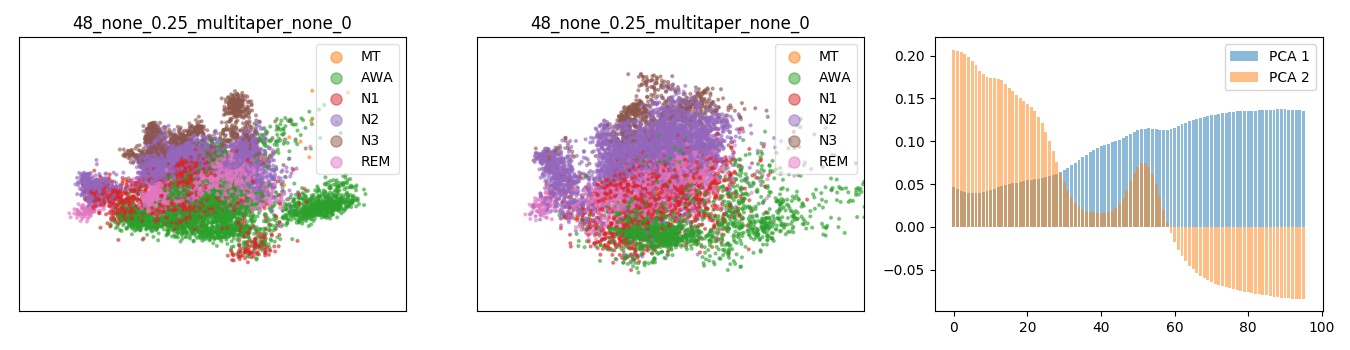 48_none_0.25_multitaper_none_0
MT
AWA
N1
N2
N3
REM
48_none_0.25_multitaper_none_0
MT
AWA
N1
N2
N3
REM
PCA 1
PCA 2
0.20
0.15
0.10
0.05
0.00
−0.05
0
20
40
60
80
100